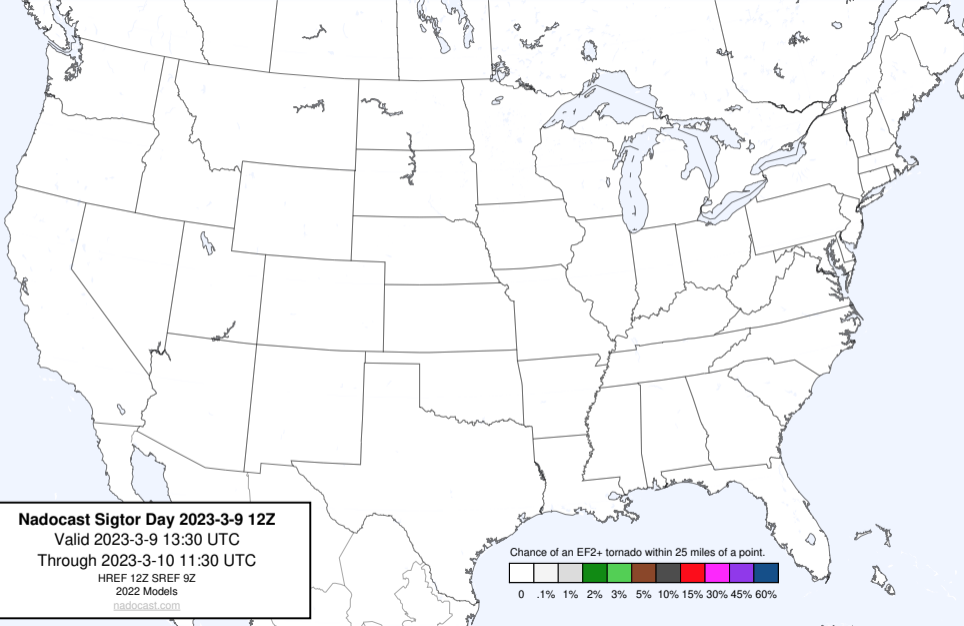 Nadocast Sigtor Day 2023-3-9 12Z
Valid 2023-3-9 13:30 UTC
Through 2023-3-10 11:30 UTC
HREF 12Z SREF 9Z
2022 Models
nadocast.com
Chance of an EF2+ tornado within 25 miles of a point.
0 .1% 1% 2% 3% 5% 10% 15% 30% 45% 60%